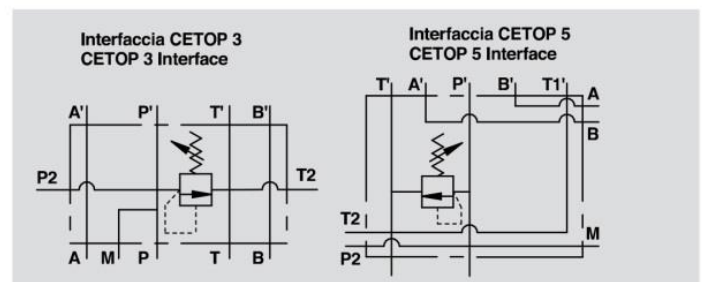 Interfaccia CETOP 3
CETOP 3 Interface
A' P' T' B'
P2 T2
A M P T B
Interfaccia CETOP 5
CETOP 5 Interface
T' A' P' B' T1'
A
B
T2
M
P2